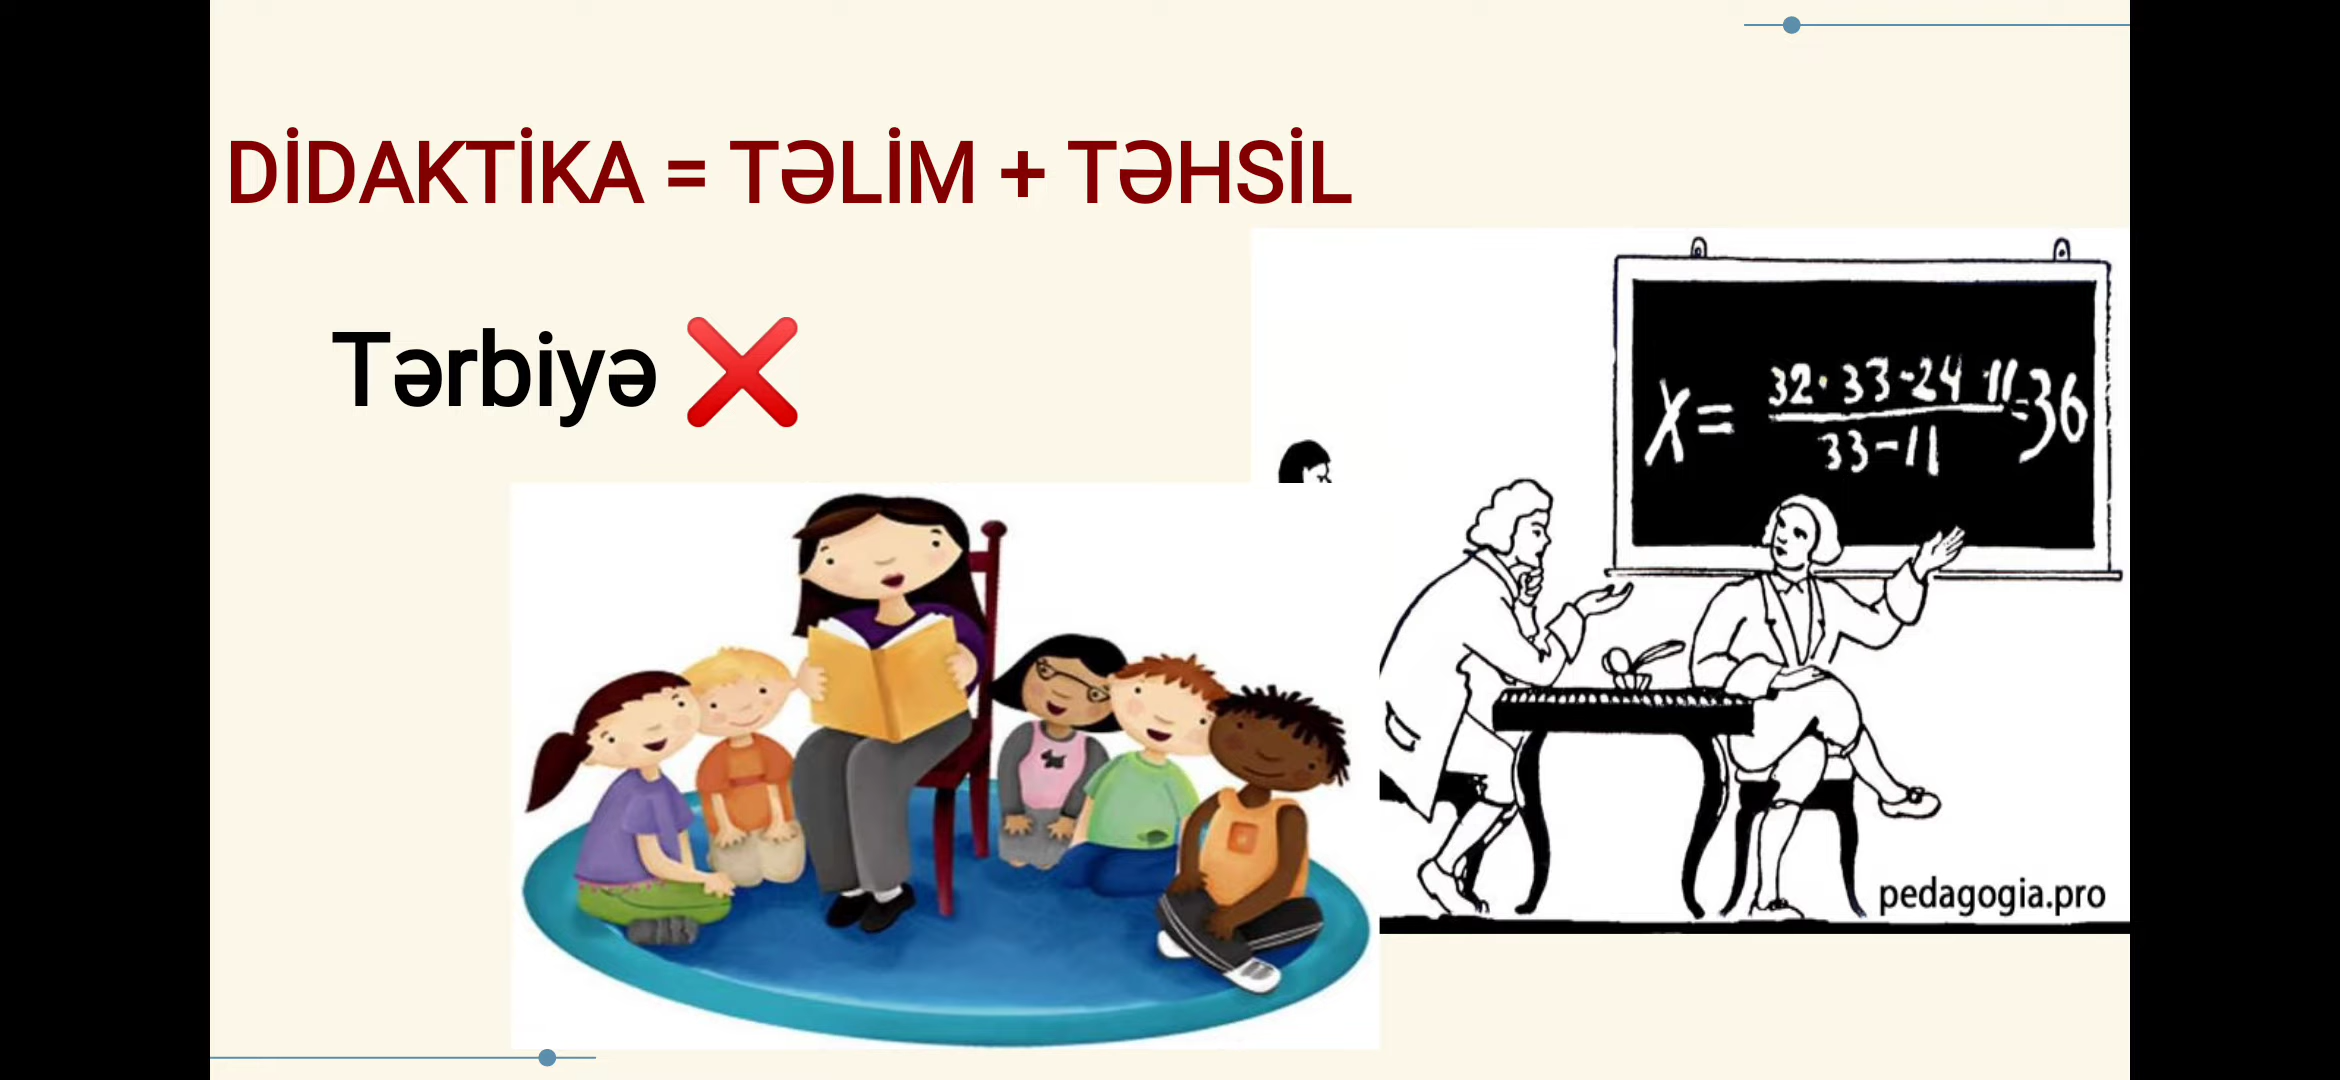 DİDAKTİKA = TƏLİM + TƏHSİL
Tərbiyə ❌
X= 32·33-24·11 =36
33-11
pedagogia.pro